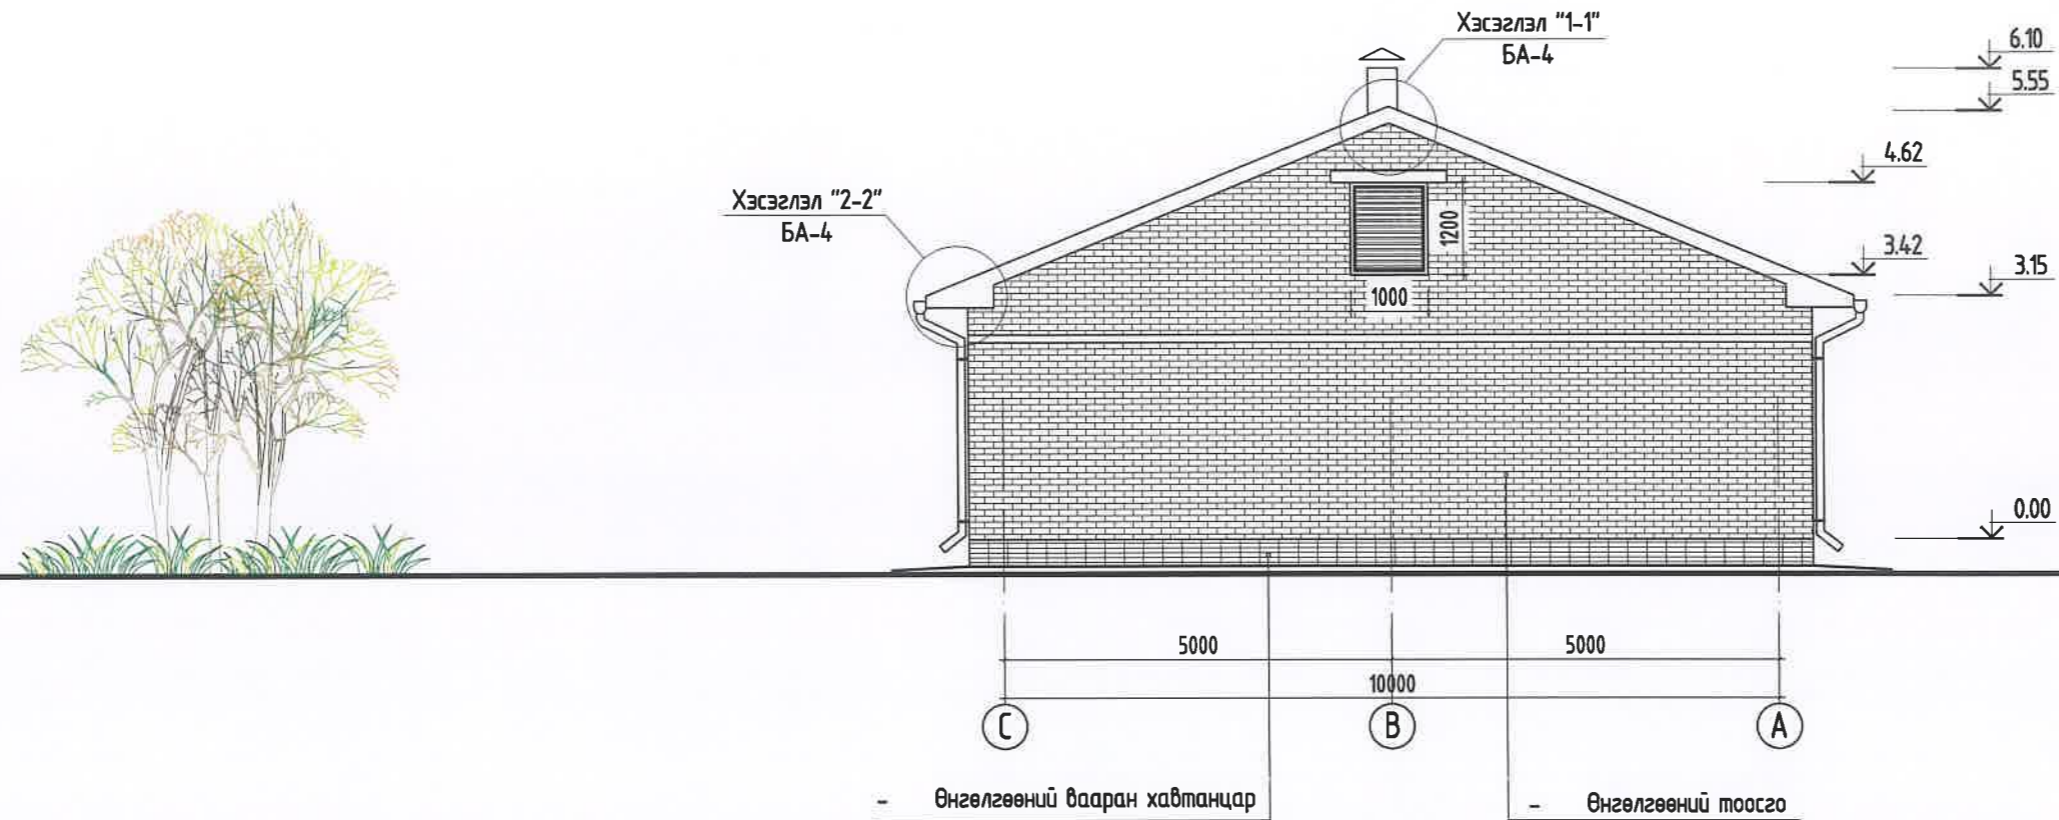 Хэсэглэл "1-1"
БА-4
6.10
5.55
4.62
Хэсэглэл "2-2"
БА-4
1200
3.42
3.15
1000
0.00
5000
5000
10000
C
B
A
- Өнгөлгөөний вааран хавтанцар
- Өнгөлгөөний тоосго